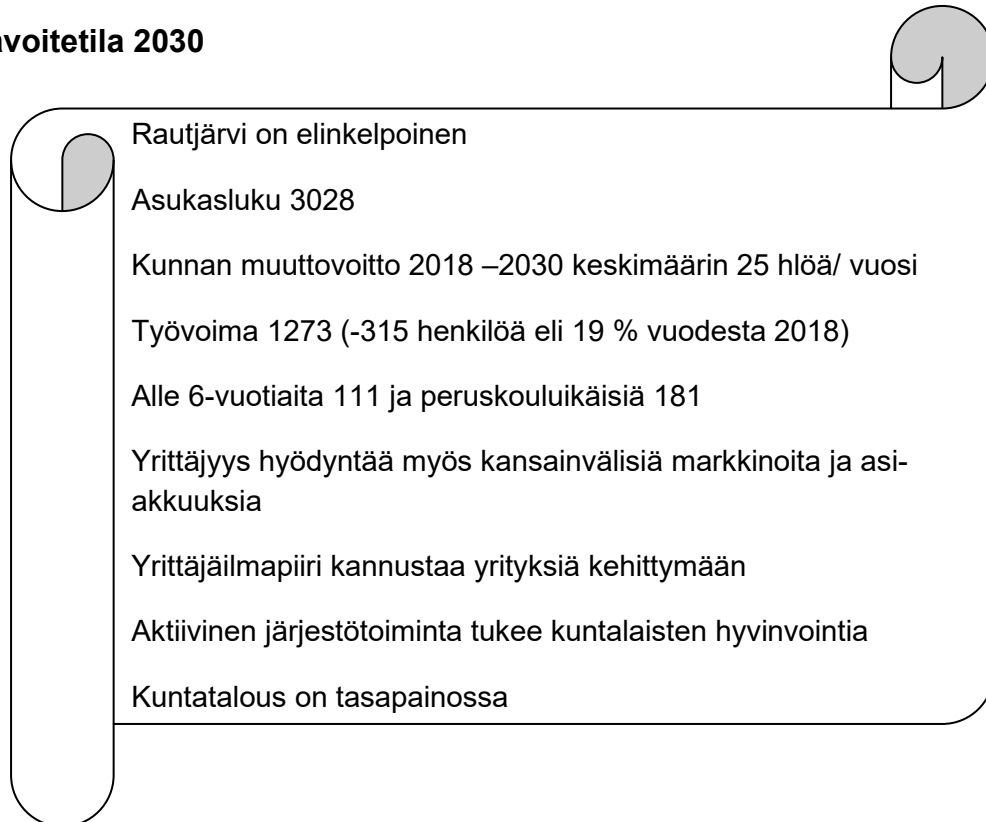 avoitetila 2030
Rautjärvi on elinkelpoinen
Asukasluku 3028
Kunnan muuttovoitto 2018 –2030 keskimäärin 25 hlöä/ vuosi
Työvoima 1273 (-315 henkilöä eli 19 % vuodesta 2018)
Alle 6-vuotiaita 111 ja peruskouluikäisiä 181
Yrittäjyys hyödyntää myös kansainvälisiä markkinoita ja asi-
akkuuksia
Yrittäjäilmapiiri kannustaa yrityksiä kehittymään
Aktiivinen järjestötoiminta tukee kuntalaisten hyvinvointia
Kuntatalous on tasapainossa